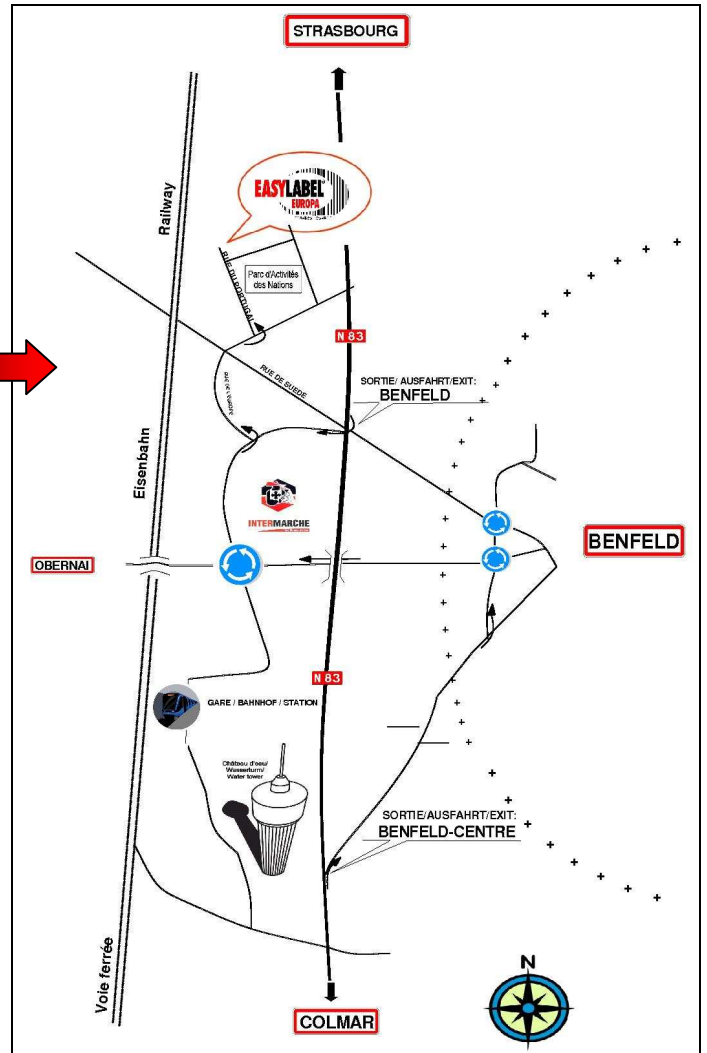 STRASBOURG
Railway
EASYLABEL
EUROPA
RUE DU PORTUGAL
Parc d'Activités
des Nations
N 83
RUE DE SUEDE
SORTIE/ AUSFAHRT/EXIT:
BENFELD
Eisenbahn
INTERMARCHE
BENFELD
OBERNAI
N 83
GARE / BAHNHOF / STATION
Château d'eau/
Wasserturm/
Water tower
SORTIE/AUSFAHRT/EXIT:
BENFELD-CENTRE
Voie ferrée
N
COLMAR